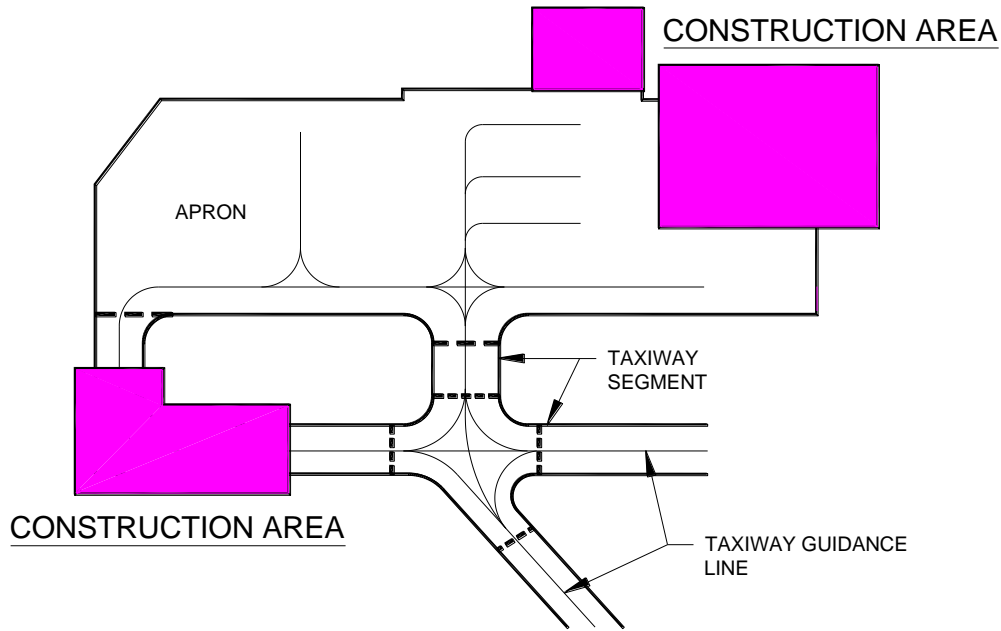 CONSTRUCTION AREA
APRON
TAXIWAY
SEGMENT
CONSTRUCTION AREA
TAXIWAY GUIDANCE
LINE